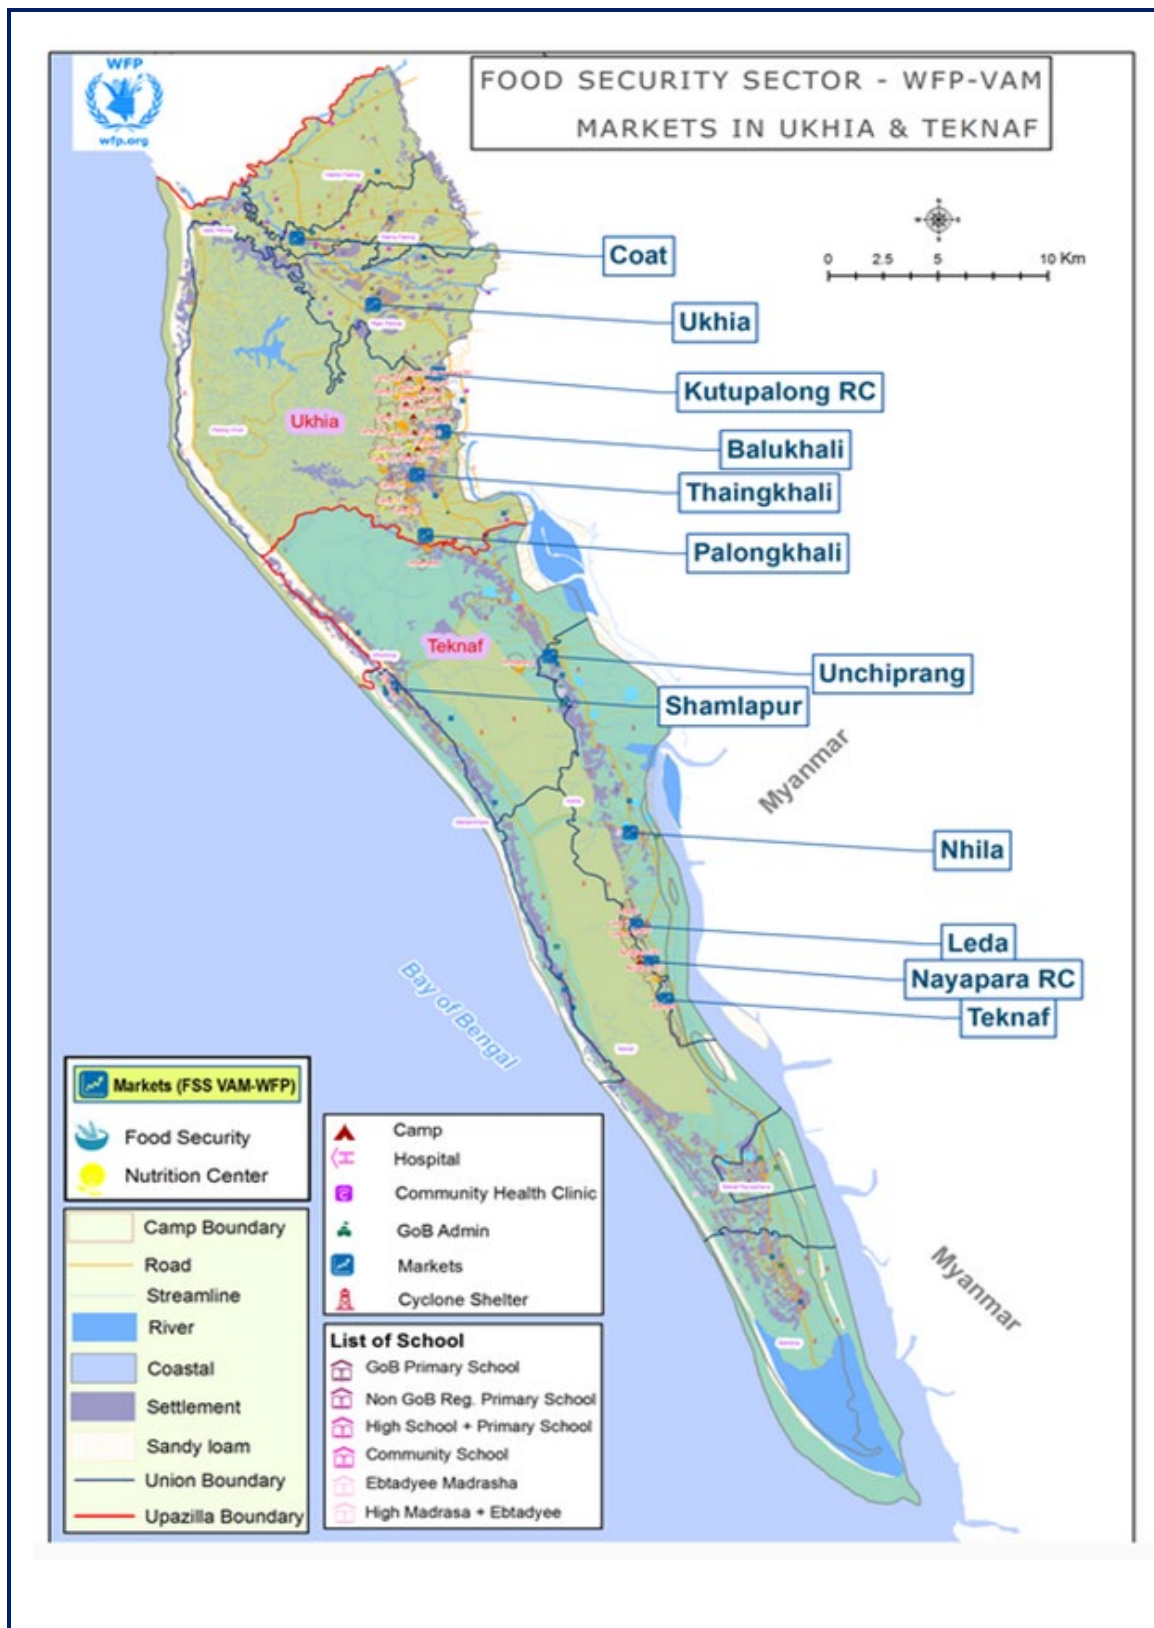 WFP
wfp.org
FOOD SECURITY SECTOR - WFP-VAM
MARKETS IN UKHIA & TEKNAF
N
W
E
S
0 2.5 5 10 Km
Coat
Ukhia
Kutupalong RC
Ukhia
Balukhali
Thaingkhali
Palongkhali
Teknaf
Unchiprang
Shamlapur
Myanmar
Nhila
Leda
Nayapara RC
Teknaf
Bay of Bengal
Myanmar
Markets (FSS VAM-WFP)
Food Security
Nutrition Center
Camp Boundary
Road
Streamline
River
Coastal
Settlement
Sandy loam
Union Boundary
Upazilla Boundary
Camp
Hospital
Community Health Clinic
GoB Admin
Markets
Cyclone Shelter
List of School
GoB Primary School
Non GoB Reg. Primary School
High School + Primary School
Community School
Ebtadyee Madrasha
High Madrasa + Ebtadyee